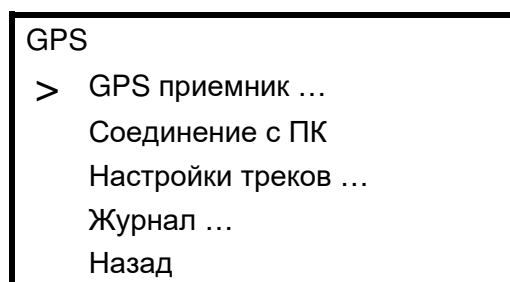 GPS
> GPS приемник …
Соединение с ПК
Настройки треков …
Журнал …
Назад